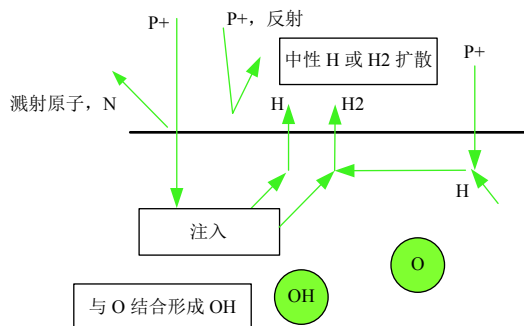 P+
P+，反射
中性 H 或 H2 扩散
P+
溅射原子，N
H
H2
H
注入
O
OH
与 O 结合形成 OH